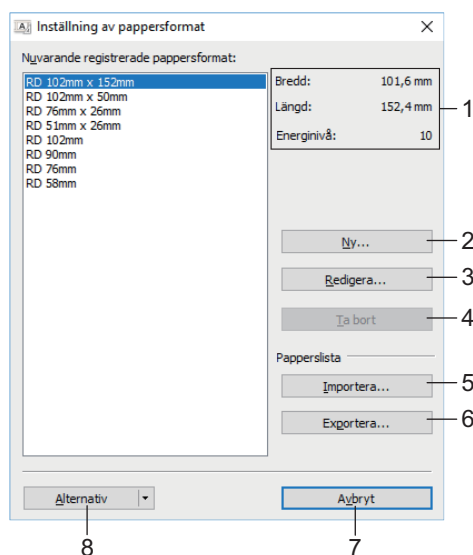 Inställning av pappersformat
Nuvarande registrerade pappersformat:
RD 102mm x 152mm
RD 102mm x 50mm
RD 76mm x 26mm
RD 51mm x 26mm
RD 102mm
RD 90mm
RD 76mm
RD 58mm
Bredd: 101,6 mm
Längd: 152,4 mm
Energinivå: 10
1
Ny... 2
Redigera... 3
Ta bort 4
Papperslista
Importera... 5
Exportera... 6
Alternativ
Avbryt
8
7